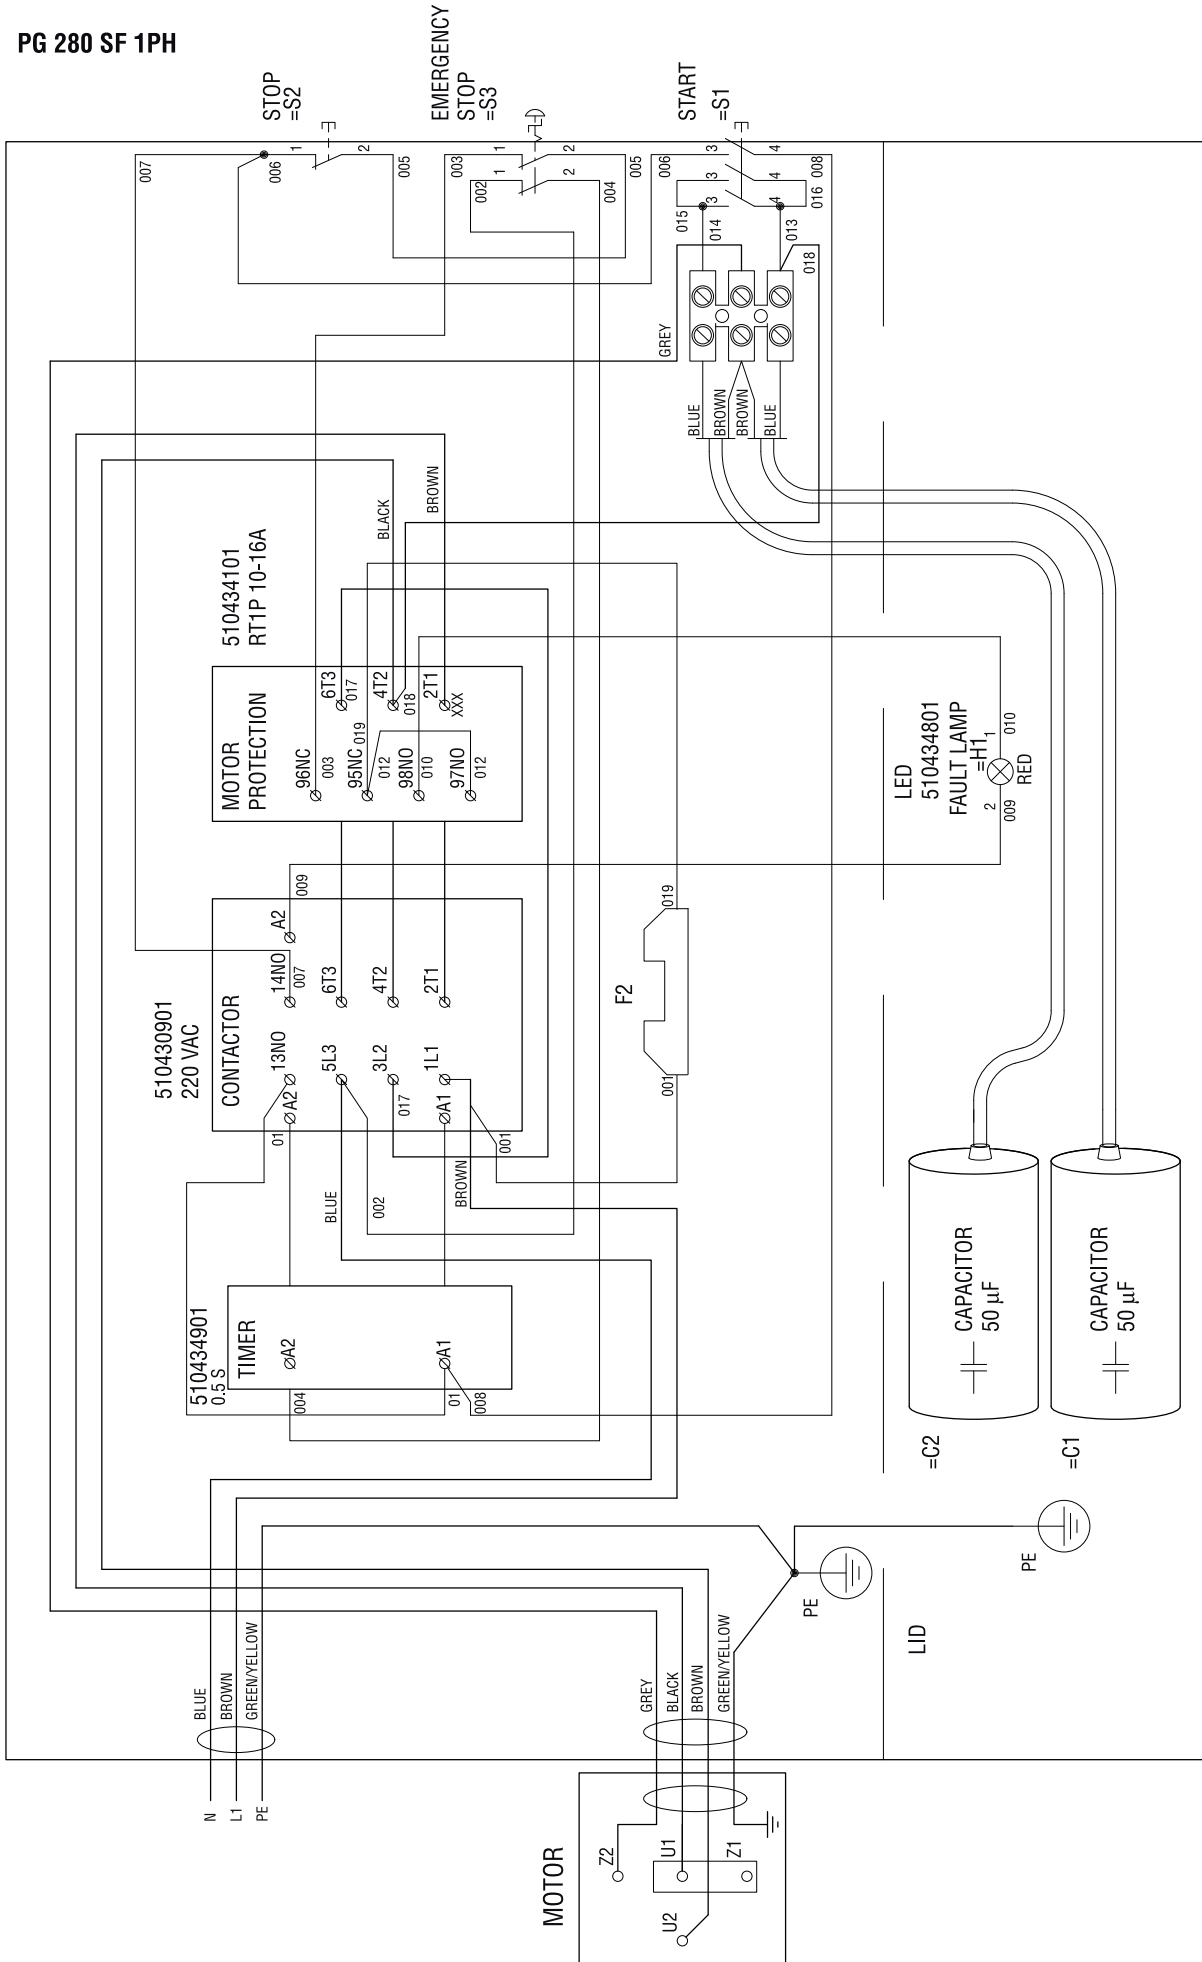 PG 280 SF 1PH
STOP
=S2
EMERGENCY
STOP
=S3
START
=S1
007
006
1
2
005
003
002
1
1
2
2
005
004
006
3
3
3
4
4
4
008
016
015
014
013
018
GREY
BLUE
BROWN
BROWN
BLUE
BLACK
BROWN
510434101
RT1P 10-16A
MOTOR
PROTECTION
96NC
003
95NC
019
012
98NO
010
97NO
012
6T3
017
4T2
018
2T1
XXX
510430901
220 VAC
CONTACTOR
A2
009
14NO
007
6T3
4T2
2T1
13NO
5L3
3L2
017
1L1
A2
01
A1
001
BLUE
002
BROWN
F2
019
001
LED
510434801
FAULT LAMP
=H1
1
010
2
009
RED
510434901
0.5 S
TIMER
A2
A1
004
01
008
CAPACITOR
50 µF
=C2
CAPACITOR
50 µF
=C1
PE
PE
LID
BLUE
BROWN
GREEN/YELLOW
N
L1
PE
GREY
BLACK
BROWN
GREEN/YELLOW
MOTOR
Z2
U1
Z1
U2